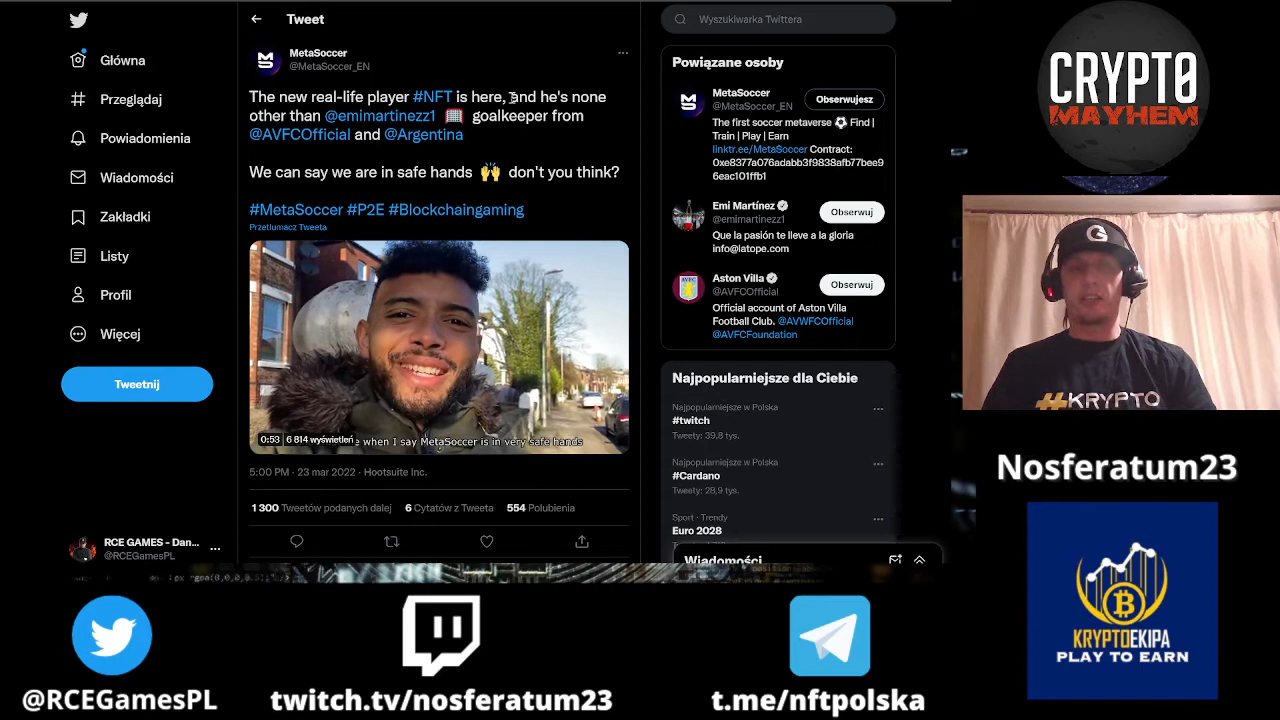 Tweet
Wyszukiwarka Twittera
Główna
Przeglądaj
Powiadomienia
Wiadomości
Zakładki
Listy
Profil
Więcej
Tweetnij
RCE GAMES - Dan...
@RCEGamesPL
MetaSoccer
@MetaSoccer_EN
The new real-life player #NFT is here, and he's none
other than @emimartinezz1 goalkeeper from
@AVFCOfficial and @Argentina
We can say we are in safe hands don't you think?
#MetaSoccer #P2E #Blockchaingaming
Przetłumacz Tweeta
0:53 6 814 wyświetleń
when I say MetaSoccer is in very safe hands
5:00 PM · 23 mar 2022 · Hootsuite Inc.
1 300 Tweetów podanych dalej 6 Cytatów z Tweeta 554 Polubienia
Powiązane osoby
MetaSoccer
@MetaSoccer_EN
Obserwujesz
The first soccer metaverse Find |
Train | Play | Earn
linktr.ee/MetaSoccer Contract:
0xe8377a076adabb3f9838afb77bee9
6eac101ffb1
Emi Martínez
@emimartinezz1
Obserwuj
Que la pasión te lleve a la gloria
info@latope.com
Aston Villa
@AVFCOfficial
Obserwuj
Official account of Aston Villa
Football Club. @AVWFCOfficial
@AVFCFoundation
Najpopularniejsze dla Ciebie
Najpopularniejsze w Polska
#twitch
Tweety: 39,8 tys.
Najpopularniejsze w Polska
#Cardano
Tweety: 28,9 tys.
Sport · Trendy
Euro 2028
Wiadomości
CRYPTO
MAYHEM
G
#KRYPTO
Nosferatum23
KRYPTOEKIPA
PLAY TO EARN
@RCEGamesPL
twitch.tv/nosferatum23
t.me/nftpolska